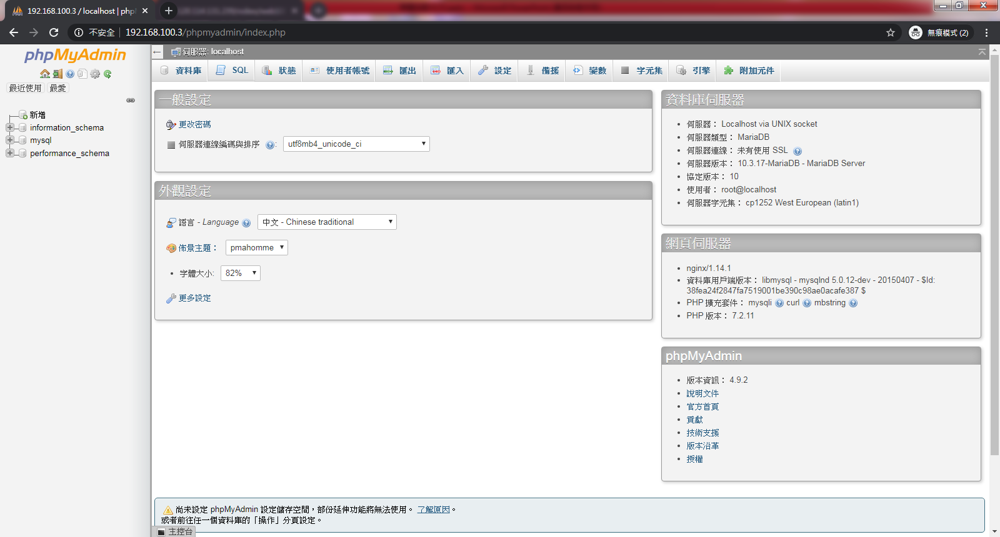 192.168.100.3 / localhost | php
不安全
192.168.100.3/phpmyadmin/index.php
無痕模式 (2)
phpMyAdmin
最近使用 最愛
新增
information_schema
mysql
performance_schema
伺服器: localhost
資料庫 SQL 狀態 使用者帳號 匯出 匯入 設定 備援 變數 字元集 引擎 附加元件
一般設定
更改密碼
伺服器連線編碼與排序 : utf8mb4_unicode_ci
外觀設定
語言 - Language 中文 - Chinese traditional
佈景主題： pmahomme
字體大小: 82%
更多設定
資料庫伺服器
伺服器： Localhost via UNIX socket
伺服器類型： MariaDB
伺服器連線： 未有使用 SSL
伺服器版本： 10.3.17-MariaDB - MariaDB Server
協定版本： 10
使用者： root@localhost
伺服器字元集： cp1252 West European (latin1)
網頁伺服器
nginx/1.14.1
資料庫用戶端版本： libmysql - mysqlnd 5.0.12-dev - 20150407 - $Id:
38fea24f2847fa7519001be390c98ae0acafe387 $
PHP 擴充套件： mysqli curl mbstring
PHP 版本： 7.2.11
phpMyAdmin
版本資訊： 4.9.2
說明文件
官方首頁
貢獻
技術支援
版本沿革
授權
尚未設定 phpMyAdmin 設定儲存空間，部份延伸功能將無法使用。 了解原因。
或者前往任一個資料庫的「操作」分頁設定。
主控台